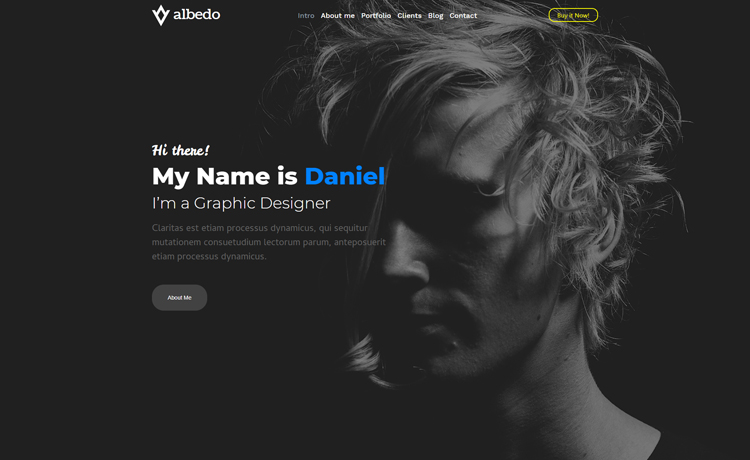 albedo
Intro About me Portfolio Clients Blog Contact
Buy it Now!
Hi there!
My Name is Daniel
I'm a Graphic Designer
Claritas est etiam processus dynamicus, qui sequitur
mutationem consuetudium lectorum parum, anteposuerit
etiam processus dynamicus.
About Me